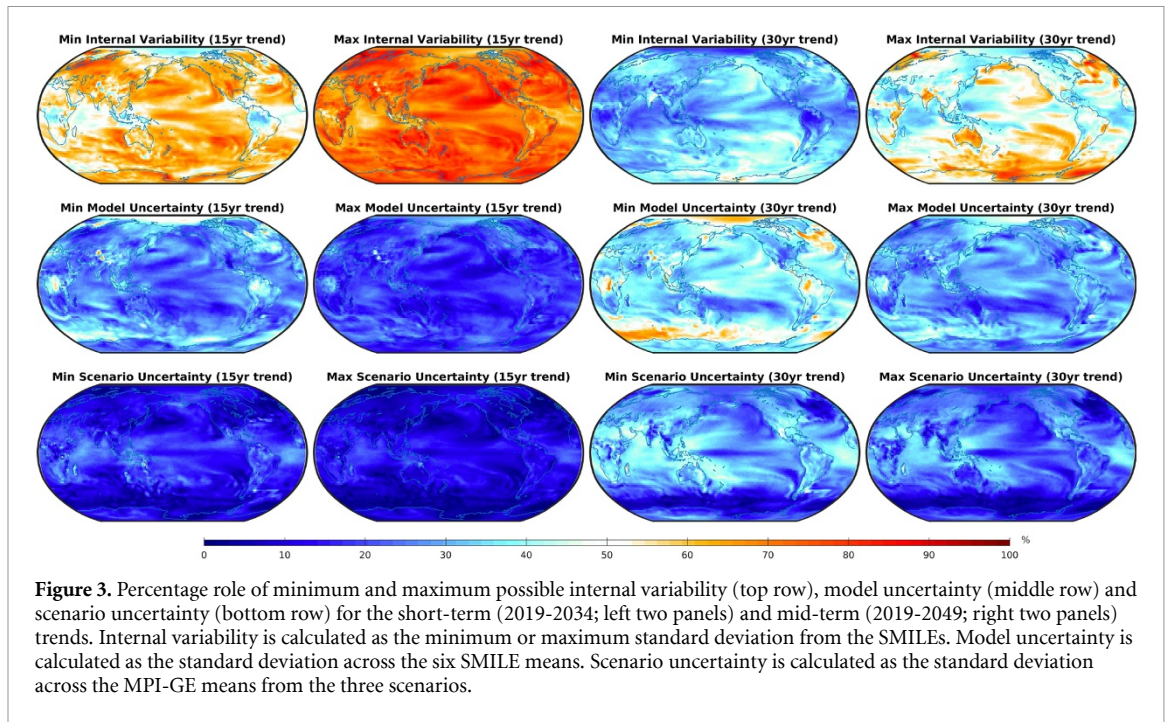 Min Internal Variability (15yr trend) Max Internal Variability (15yr trend) Min Internal Variability (30yr trend) Max Internal Variability (30yr trend)
Min Model Uncertainty (15yr trend) Max Model Uncertainty (15yr trend) Min Model Uncertainty (30yr trend) Max Model Uncertainty (30yr trend)
Min Scenario Uncertainty (15yr trend) Max Scenario Uncertainty (15yr trend) Min Scenario Uncertainty (30yr trend) Max Scenario Uncertainty (30yr trend)
%
0 10 20 30 40 50 60 70 80 90 100
Figure 3. Percentage role of minimum and maximum possible internal variability (top row), model uncertainty (middle row) and
scenario uncertainty (bottom row) for the short-term (2019-2034; left two panels) and mid-term (2019-2049; right two panels)
trends. Internal variability is calculated as the minimum or maximum standard deviation from the SMILEs. Model uncertainty is
calculated as the standard deviation across the six SMILE means. Scenario uncertainty is calculated as the standard deviation
across the MPI-GE means from the three scenarios.